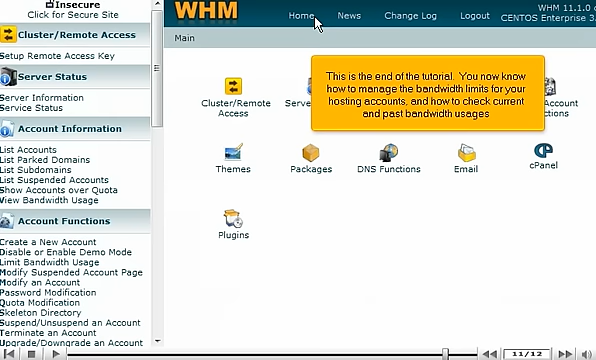 Insecure
Click for Secure Site
WHM
Home
News
Change Log
Logout
WHM 11.1.0
CENTOS Enterprise 3.
Main
Cluster/Remote Access
Setup Remote Access Key
Server Status
Server Information
Service Status
Account Information
List Accounts
List Parked Domains
List Subdomains
List Suspended Accounts
Show Accounts over Quota
View Bandwidth Usage
Account Functions
Create a New Account
Disable or Enable Demo Mode
Limit Bandwidth Usage
Modify Suspended Account Page
Modify an Account
Password Modification
Quota Modification
Skeleton Directory
Suspend/Unsuspend an Account
Terminate an Account
Upgrade/Downgrade an Account
This is the end of the tutorial. You now know
how to manage the bandwidth limits for your
hosting accounts, and how to check current
and past bandwidth usages
Cluster/Remote
Access
Account
Themes
Packages
DNS Functions
Email
cPanel
Plugins
11/12